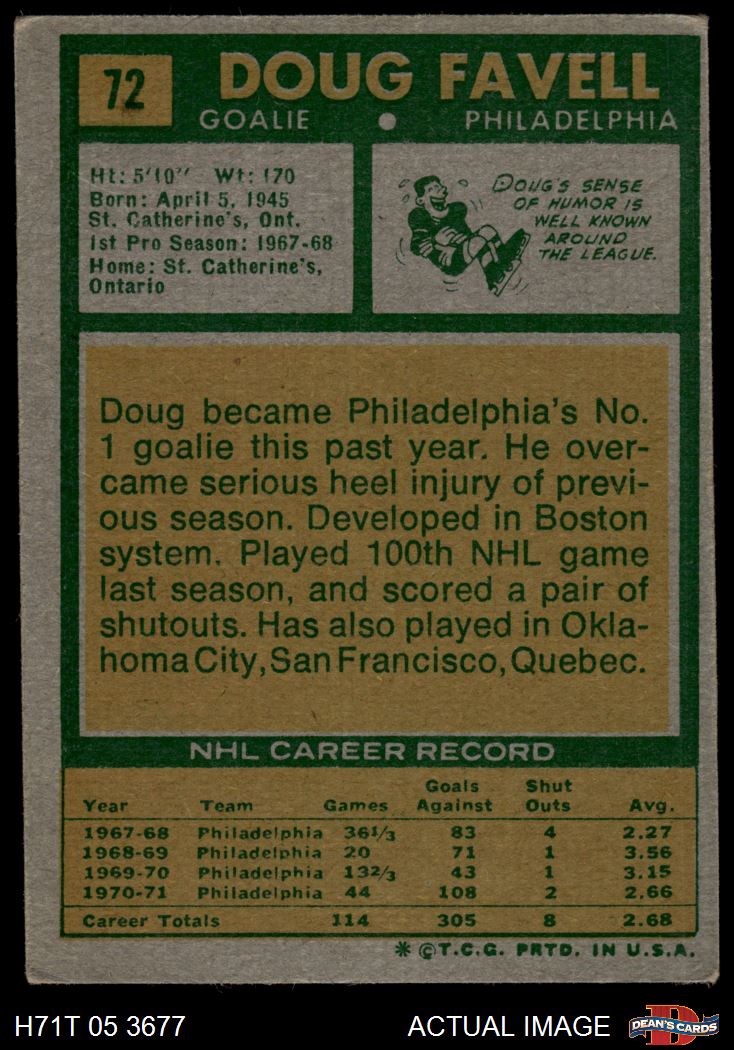 72
DOUG FAVELL
GOALIE • PHILADELPHIA
Ht: 5'10" Wt: 170
Born: April 5, 1945
St. Catherine's, Ont.
1st Pro Season: 1967-68
Home: St. Catherine's,
Ontario
DOUG'S SENSE
OF HUMOR IS
WELL KNOWN
AROUND
THE LEAGUE.
Doug became Philadelphia's No.
1 goalie this past year. He over-
came serious heel injury of previ-
ous season. Developed in Boston
system. Played 100th NHL game
last season, and scored a pair of
shutouts. Has also played in Okla-
homa City, San Francisco, Quebec.
NHL CAREER RECORD
Goals Shut
Year Team Games Against Outs Avg.
1967-68 Philadelphia 36 1/3 83 4 2.27
1968-69 Philadelphia 20 71 1 3.56
1969-70 Philadelphia 13 2/3 43 1 3.15
1970-71 Philadelphia 44 108 2 2.66
Career Totals 114 305 8 2.68
* © T.C.G. PRTD. IN U.S.A.
H71T 05 3677 ACTUAL IMAGE
DEAN'S CARDS